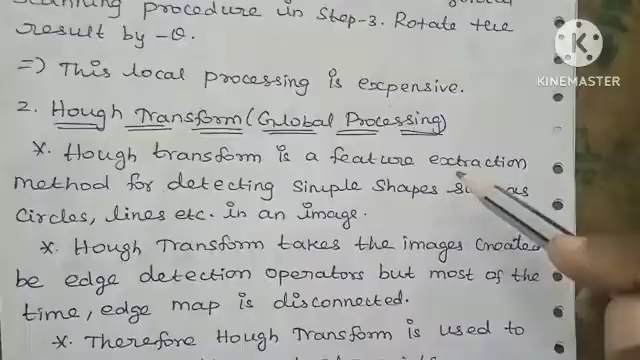 scanning procedure in Step-3. Rotate the
result by -θ.
=) This local processing is expensive.
2. Hough Transform (Global Processing)
*. Hough transform is a feature extraction
method for detecting simple shapes as
circles, lines etc. in an image.
*. Hough Transform takes the images created
be edge detection operators but most of the
time, edge map is disconnected.
*. Therefore Hough Transform is used to
KINEMASTER